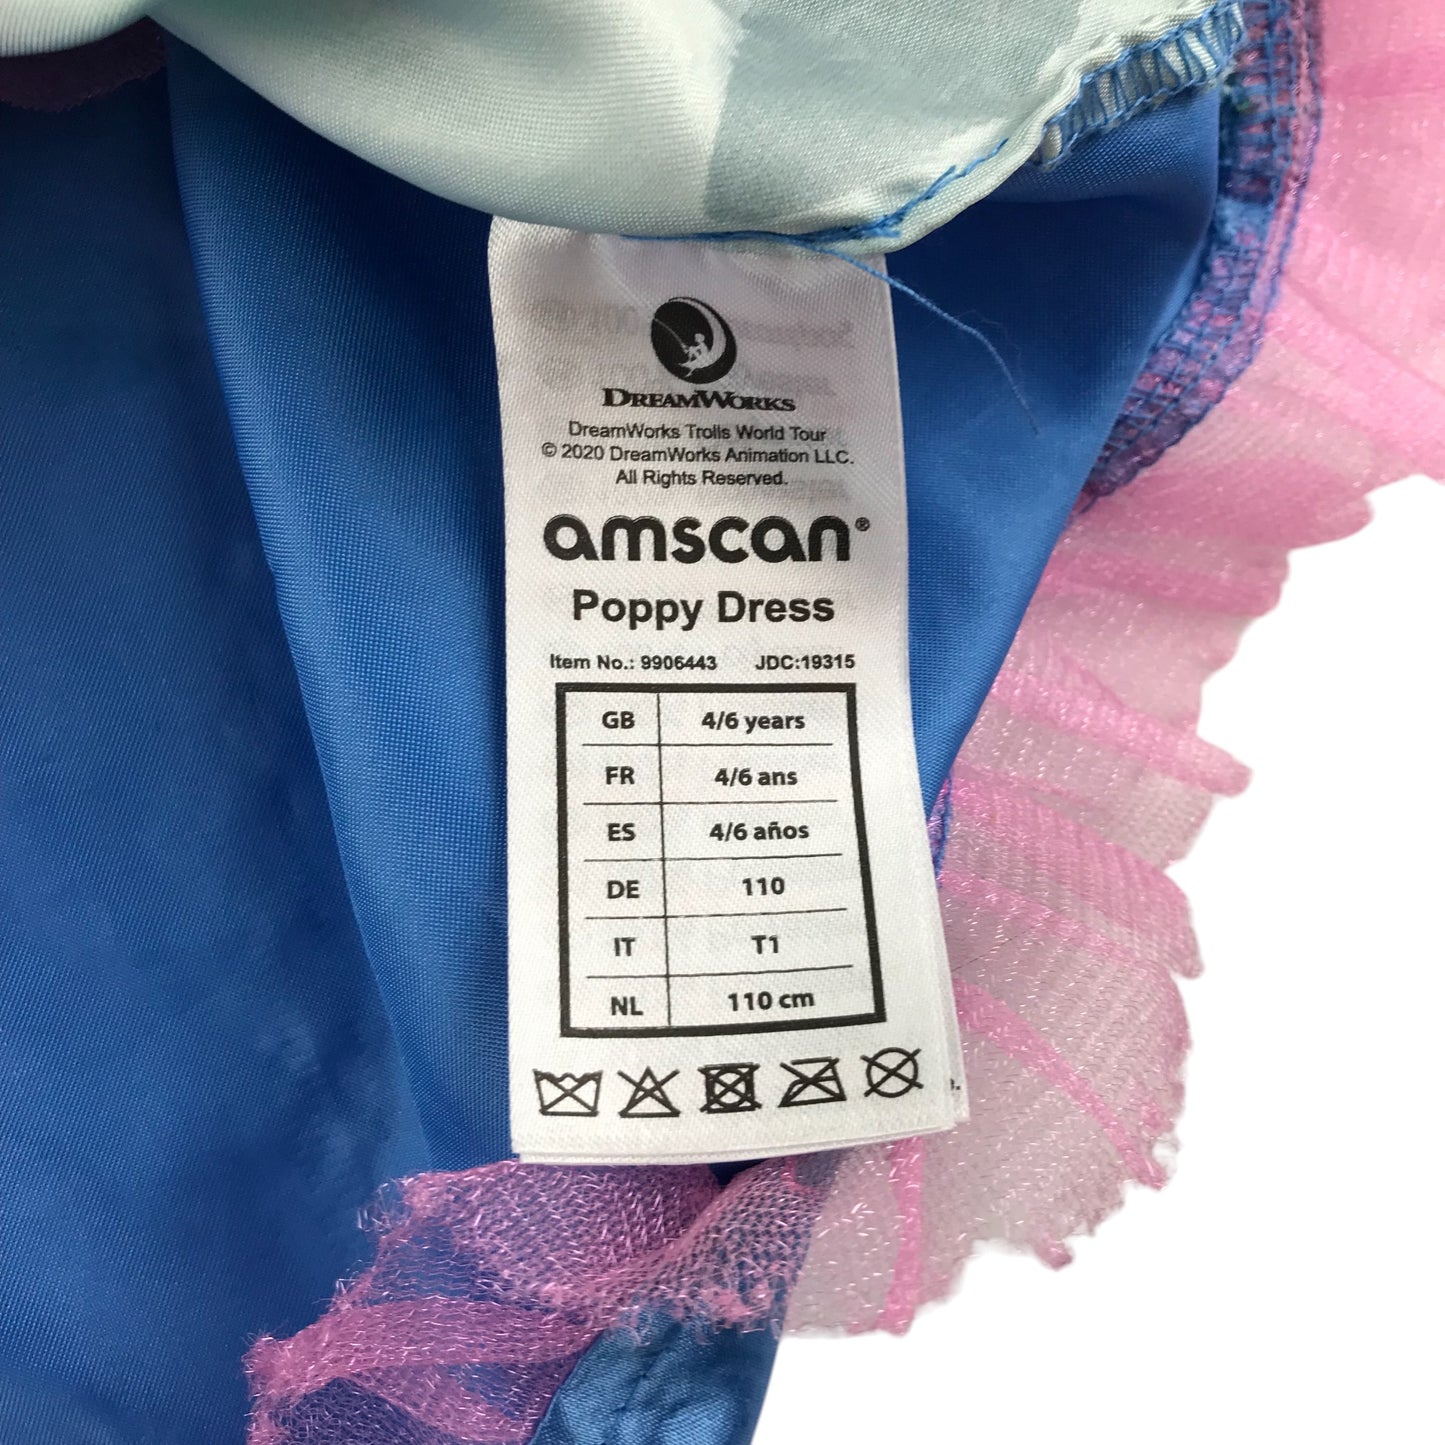 DREAMWORKS
DreamWorks Trolls World Tour
© 2020 DreamWorks Animation LLC.
All Rights Reserved.
amscan®
Poppy Dress
Item No.: 9906443 JDC:19315
GB 4/6 years
FR 4/6 ans
ES 4/6 años
DE 110
IT T1
NL 110 cm